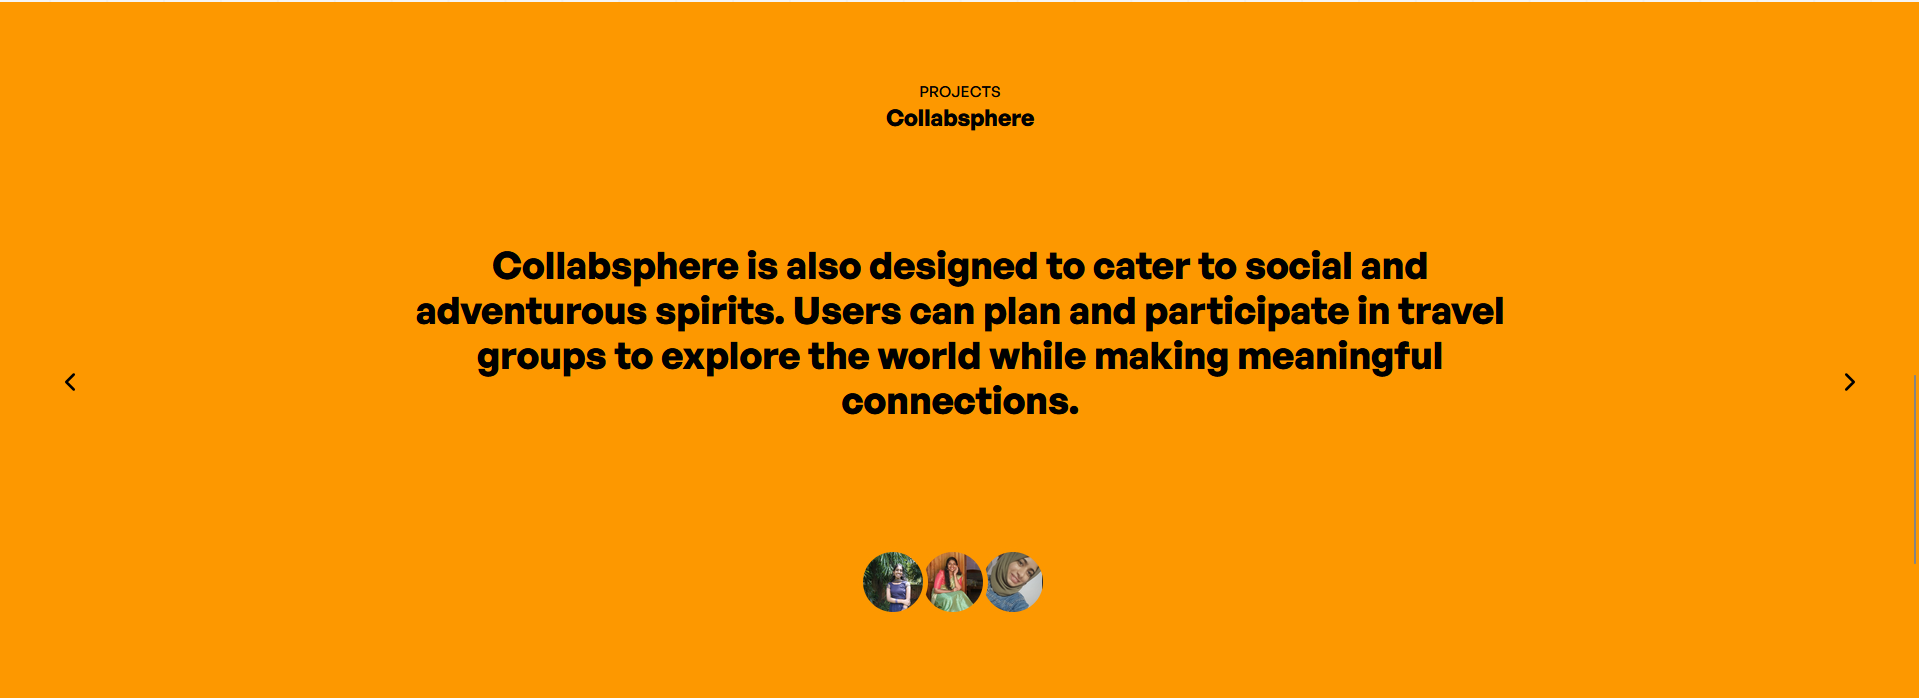 PROJECTS
Collabsphere
Collabsphere is also designed to cater to social and
adventurous spirits. Users can plan and participate in travel
groups to explore the world while making meaningful
connections.